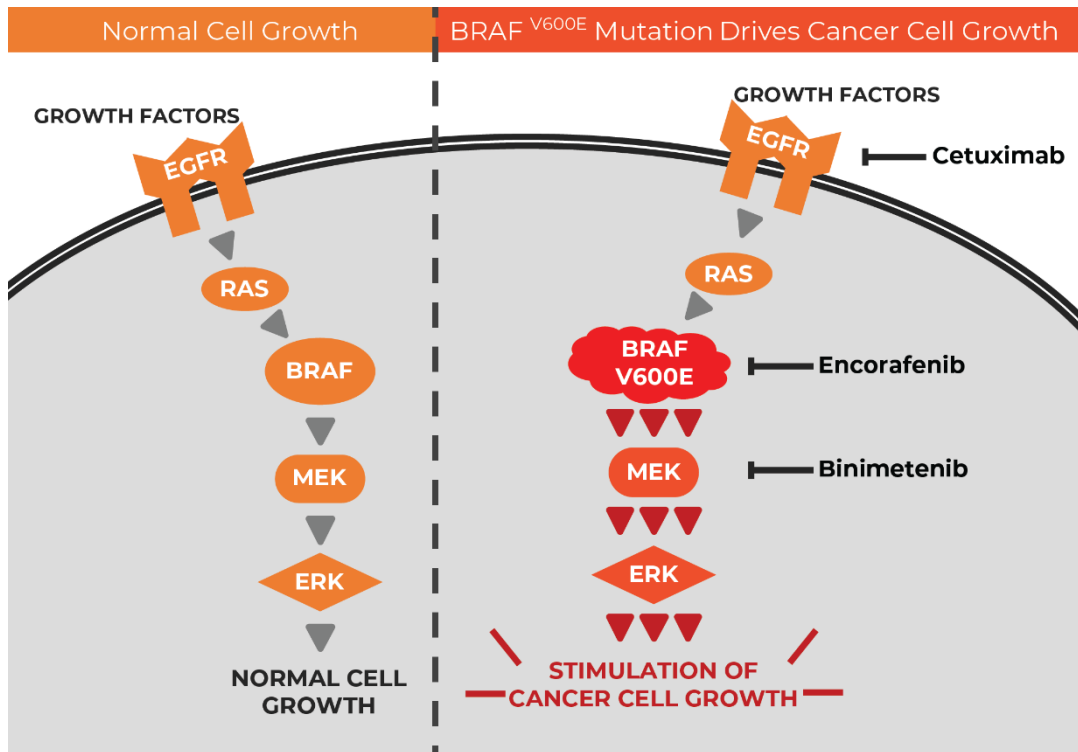 Normal Cell Growth
BRAF V600E Mutation Drives Cancer Cell Growth
GROWTH FACTORS
EGFR
RAS
BRAF
MEK
ERK
NORMAL CELL
GROWTH
GROWTH FACTORS
EGFR
Cetuximab
RAS
BRAF
V600E
Encorafenib
MEK
Binimetenib
ERK
STIMULATION OF
CANCER CELL GROWTH